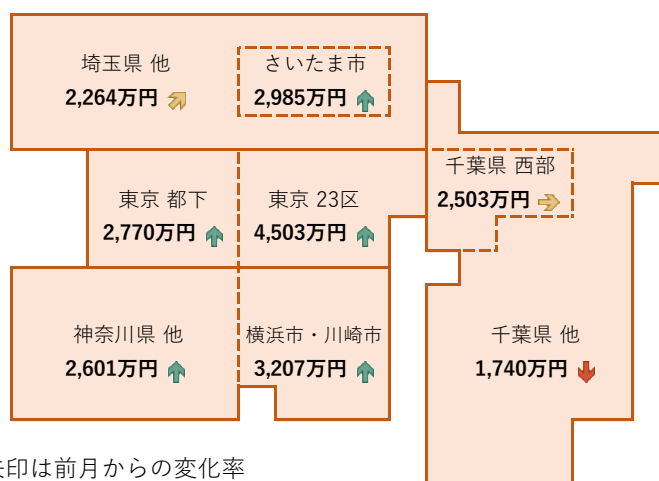 埼玉県 他
2,264万円
さいたま市
2,985万円
千葉県 西部
2,503万円
東京 都下
2,770万円
東京 23区
4,503万円
神奈川県 他
2,601万円
横浜市・川崎市
3,207万円
千葉県 他
1,740万円
印は前月からの変化率